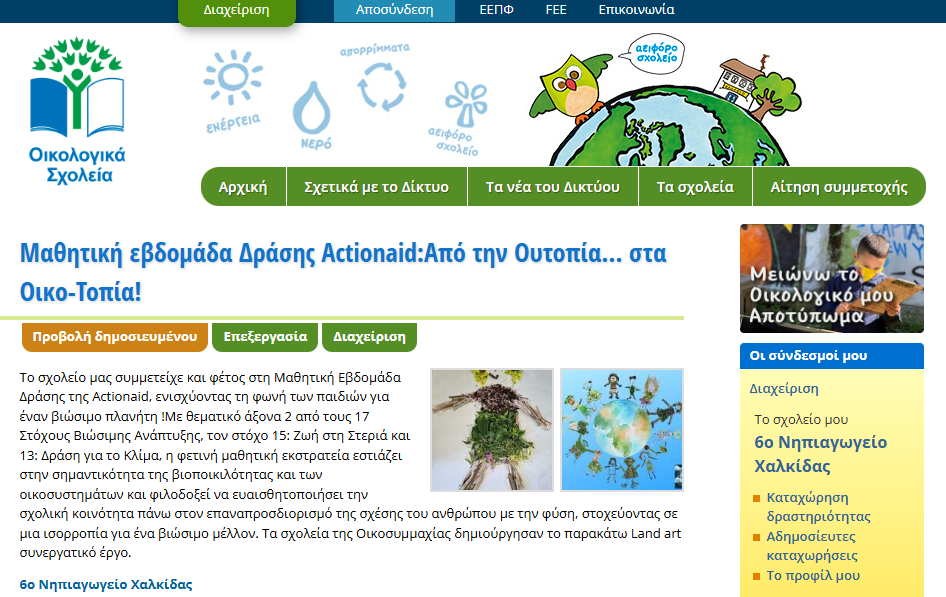 Διαχείριση
Αποσύνδεση
ΕΕΠΦ
FEE
Επικοινωνία
ενέργεια
νερό
απορρίμματα
αειφόρο
σχολείο
αειφόρο
σχολείο
Οικολογικά
Σχολεία
Αρχική
Σχετικά με το Δίκτυο
Τα νέα του Δικτύου
Τα σχολεία
Αίτηση συμμετοχής
Μαθητική εβδομάδα Δράσης Actionaid:Από την Ουτοπία... στα
Οικο-Τοπία!
Προβολή δημοσιευμένου
Επεξεργασία
Διαχείριση
Το σχολείο μας συμμετείχε και φέτος στη Μαθητική Εβδομάδα
Δράσης της Actionaid, ενισχύοντας τη φωνή των παιδιών για
έναν βιώσιμο πλανήτη !Με θεματικό άξονα 2 από τους 17
Στόχους Βιώσιμης Ανάπτυξης, τον στόχο 15: Ζωή στη Στεριά και
13: Δράση για το Κλίμα, η φετινή μαθητική εκστρατεία εστιάζει
στην σημαντικότητα της βιοποικιλότητας και των
οικοσυστημάτων και φιλοδοξεί να ευαισθητοποιήσει την
σχολική κοινότητα πάνω στον επαναπροσδιορισμό της σχέσης του ανθρώπου με την φύση, στοχεύοντας σε
μια ισορροπία για ένα βιώσιμο μέλλον. Τα σχολεία της Οικοσυμμαχίας δημιούργησαν το παρακάτω Land art
συνεργατικό έργο.
6ο Νηπιαγωγείο Χαλκίδας
Μειώνω το
Οικολογικό μου
Αποτύπωμα
Οι σύνδεσμοί μου
Διαχείριση
Το σχολείο μου
6ο Νηπιαγωγείο
Χαλκίδας
Καταχώρηση
δραστηριότητας
Αδημοσίευτες
καταχωρήσεις
Το προφίλ μου